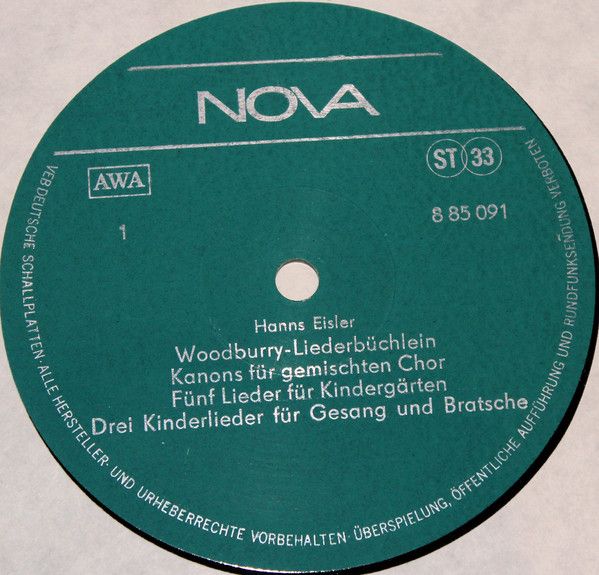 NOVA
AWA
ST 33
1
8 85 091
Hanns Eisler
Woodburry-Liederbüchlein
Kanons für gemischten Chor
Fünf Lieder für Kindergärten
Drei Kinderlieder für Gesang und Bratsche
VEB DEUTSCHE SCHALLPLATTEN · ALLE HERSTELLER- UND URHEBERRECHTE VORBEHALTEN · ÜBERSPIELUNG, ÖFFENTLICHE AUFFÜHRUNG UND RUNDFUNKSENDUNG VERBOTEN